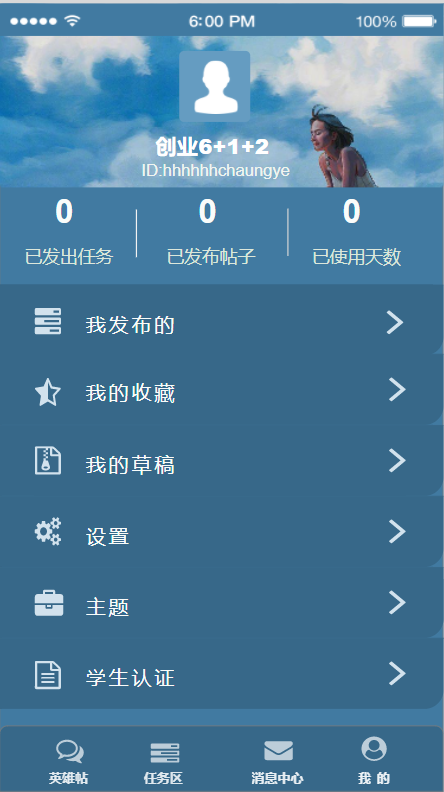 6:00 PM 100%
创业6+1+2
ID:hhhhhhchaungye
0 0 0
已发出任务 已发布帖子 已使用天数
我发布的
我的收藏
我的草稿
设置
主题
学生认证
英雄帖 任务区 消息中心 我 的